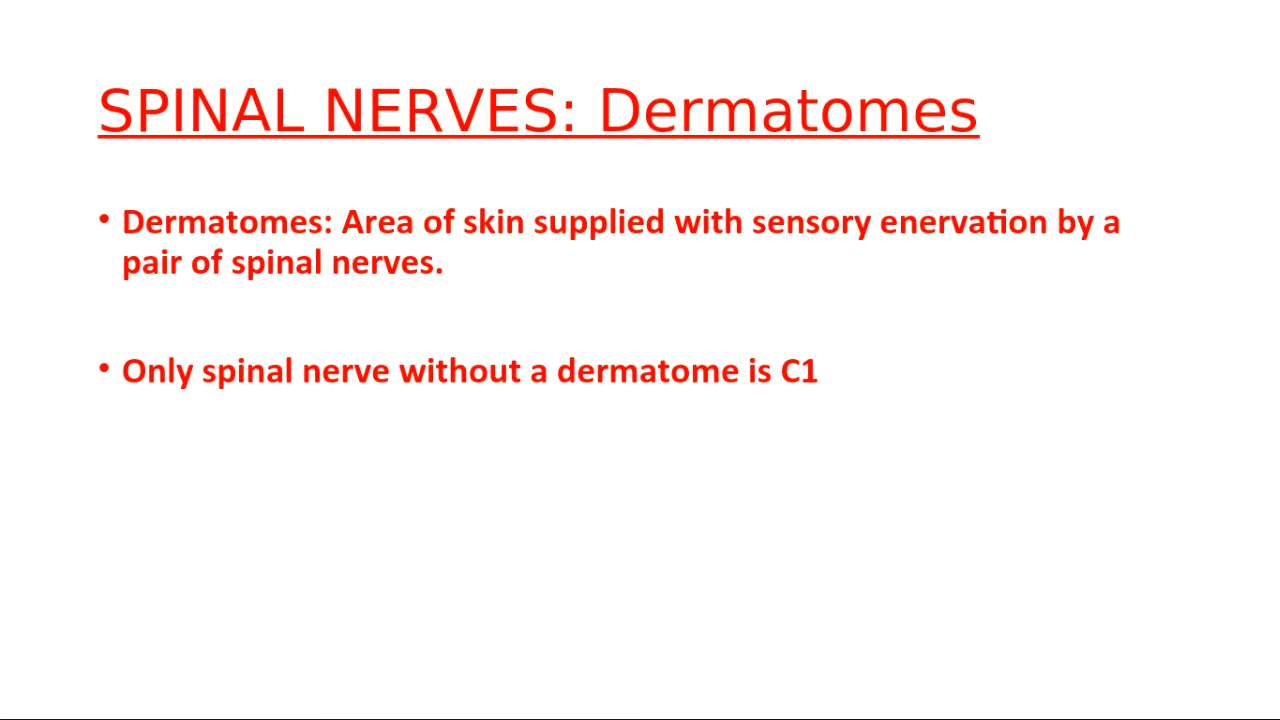 SPINAL NERVES: Dermatomes
• Dermatomes: Area of skin supplied with sensory enervation by a
pair of spinal nerves.
• Only spinal nerve without a dermatome is C1